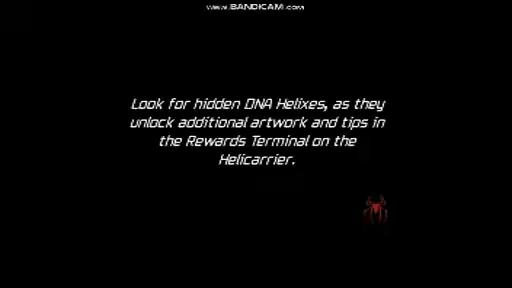 www.BANDICAM.com
Look for hidden DNA Helixes, as they
unlock additional artwork and tips in
the Rewards Terminal on the
Helicarrier.